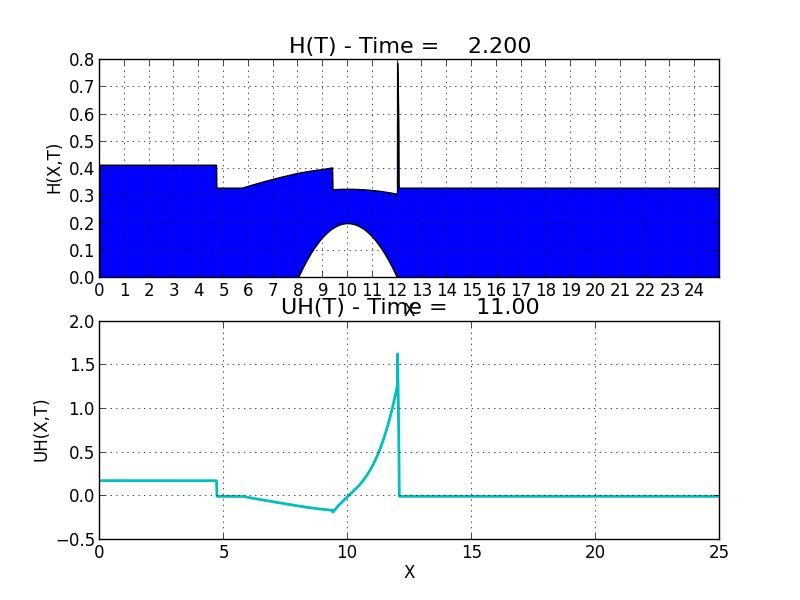 H(T) - Time = 2.200
0.8
0.7
0.6
0.5
0.4
0.3
0.2
0.1
0.0
H(X,T)
0 1 2 3 4 5 6 7 8 9 10 11 12 13 14 15 16 17 18 19 20 21 22 23 24
X
UH(T) - Time = 11.00
2.0
1.5
1.0
0.5
0.0
−0.5
UH(X,T)
0 5 10 15 20 25
X